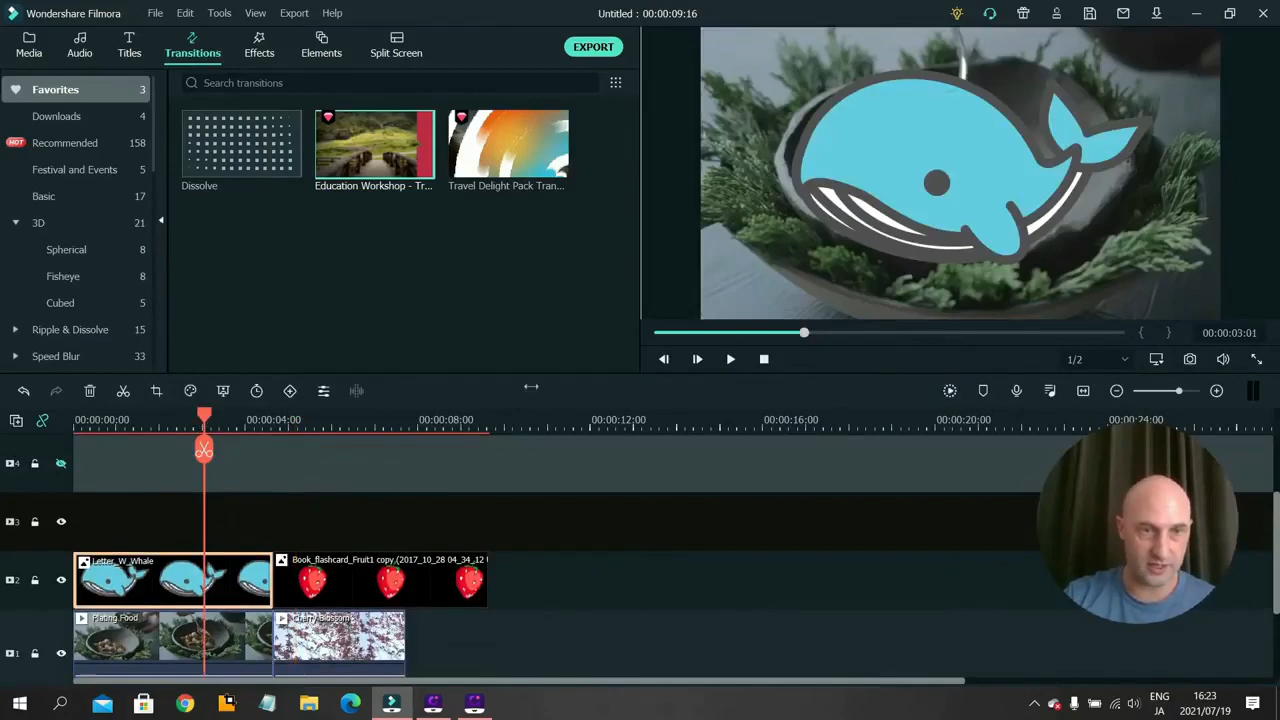 Wondershare Filmora File Edit Tools View Export Help Untitled : 00:00:09:16
Media Audio Titles Transitions Effects Elements Split Screen EXPORT
Favorites 3
Downloads 4
HOT Recommended 158
Festival and Events 5
Basic 17
3D 21
Spherical 8
Fisheye 8
Cubed 5
Ripple & Dissolve 15
Speed Blur 33
Search transitions
Dissolve Education Workshop - Tr... Travel Delight Pack Tran...
00:00:03:01
1/2
00:00:00:00 00:00:04:00 00:00:08:00 00:00:12:00 00:00:16:00 00:00:20:00 00:00:24:00
4
3
2 Letter_W_Whale Book_flashcard_Fruit1 copy.(2017_10_28 04_34_12
1 Plating Food Cherry Blossom
ENG 16:23
JA 2021/07/19